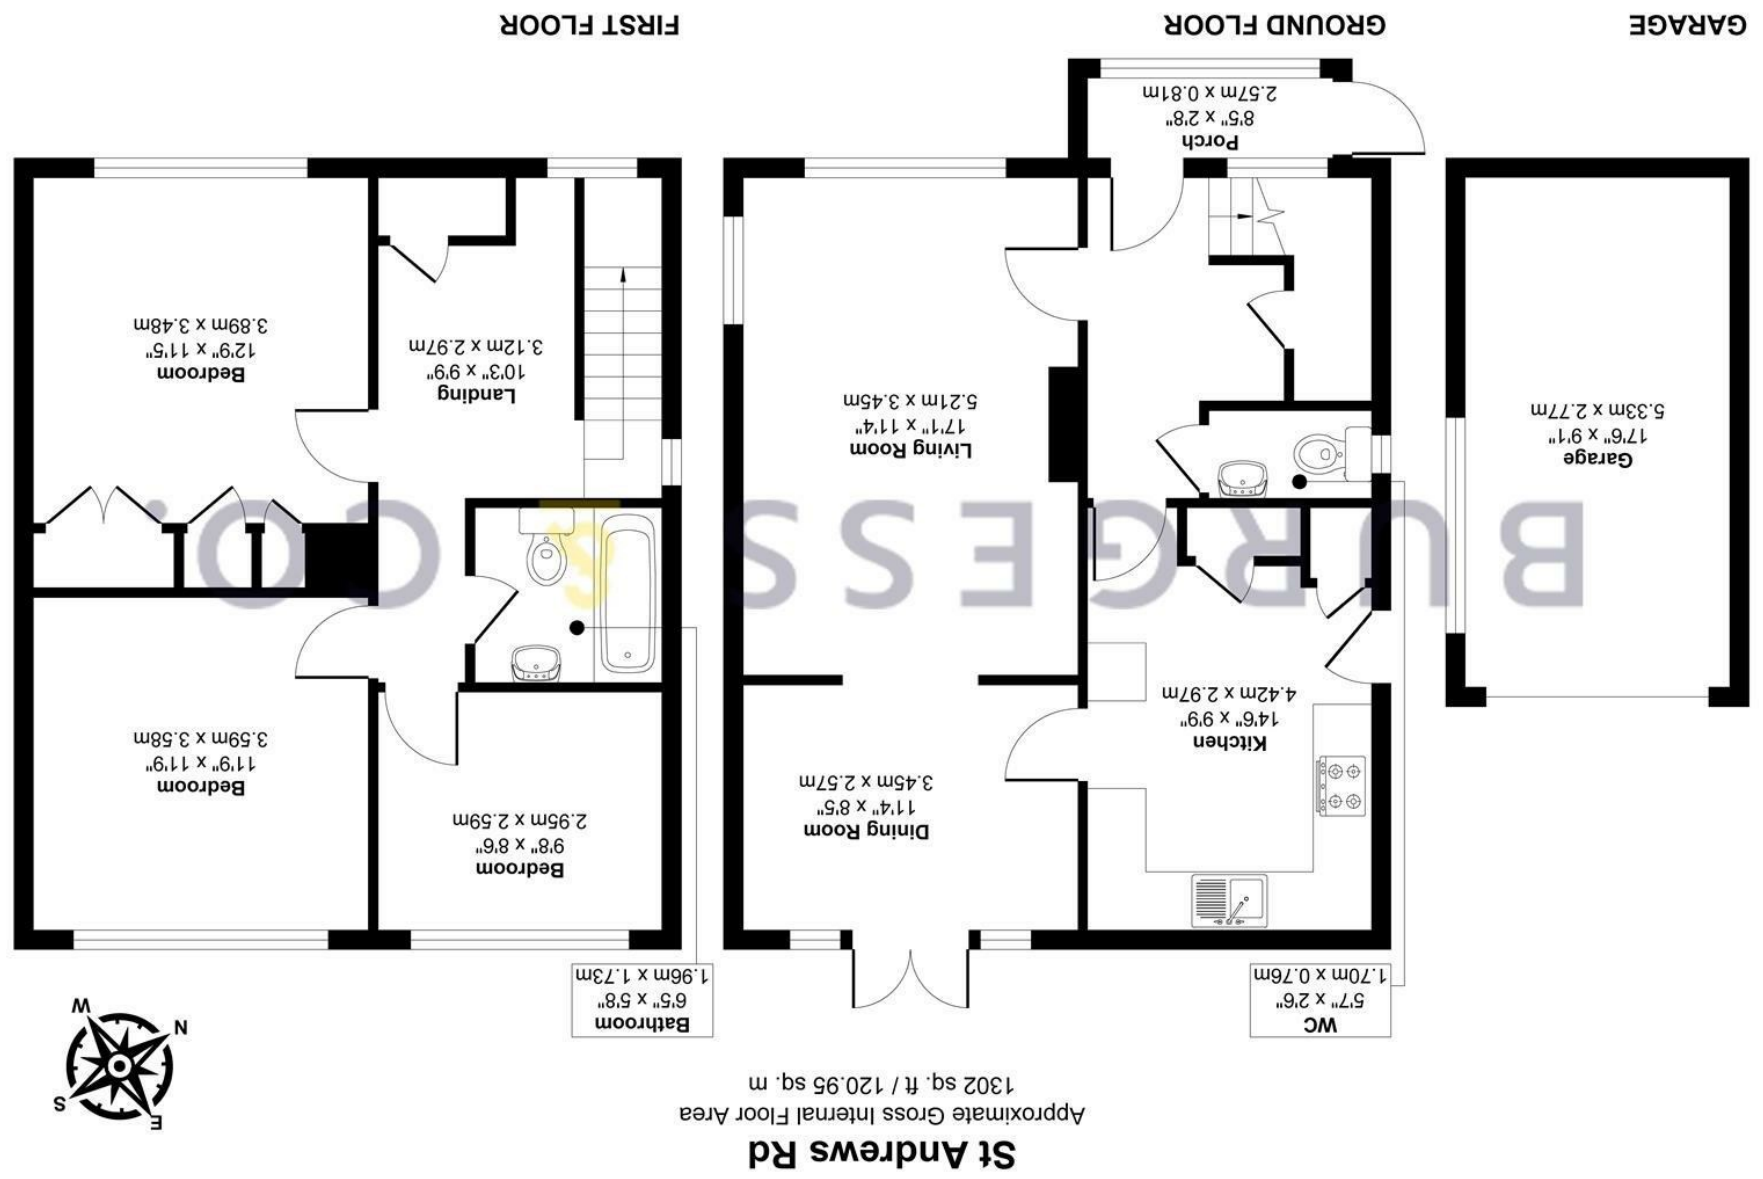 St Andrews Rd
Approximate Gross Internal Floor Area
1302 sq. ft / 120.95 sq. m
WC
5'7" x 2'6"
1.70m x 0.76m
Bathroom
6'5" x 5'8"
1.96m x 1.73m
E
S
N
W
Kitchen
14'6" x 9'9"
4.42m x 2.97m
Dining Room
11'4" x 8'5"
3.45m x 2.57m
Bedroom
9'8" x 8'6"
2.95m x 2.59m
Bedroom
11'9" x 11'9"
3.59m x 3.58m
BURGESS & CO.
Garage
17'6" x 9'1"
5.33m x 2.77m
Living Room
17'1" x 11'4"
5.21m x 3.45m
Landing
10'3" x 9'9"
3.12m x 2.97m
Bedroom
12'9" x 11'5"
3.89m x 3.48m
Porch
8'5" x 2'8"
2.57m x 0.81m
GARAGE
GROUND FLOOR
FIRST FLOOR